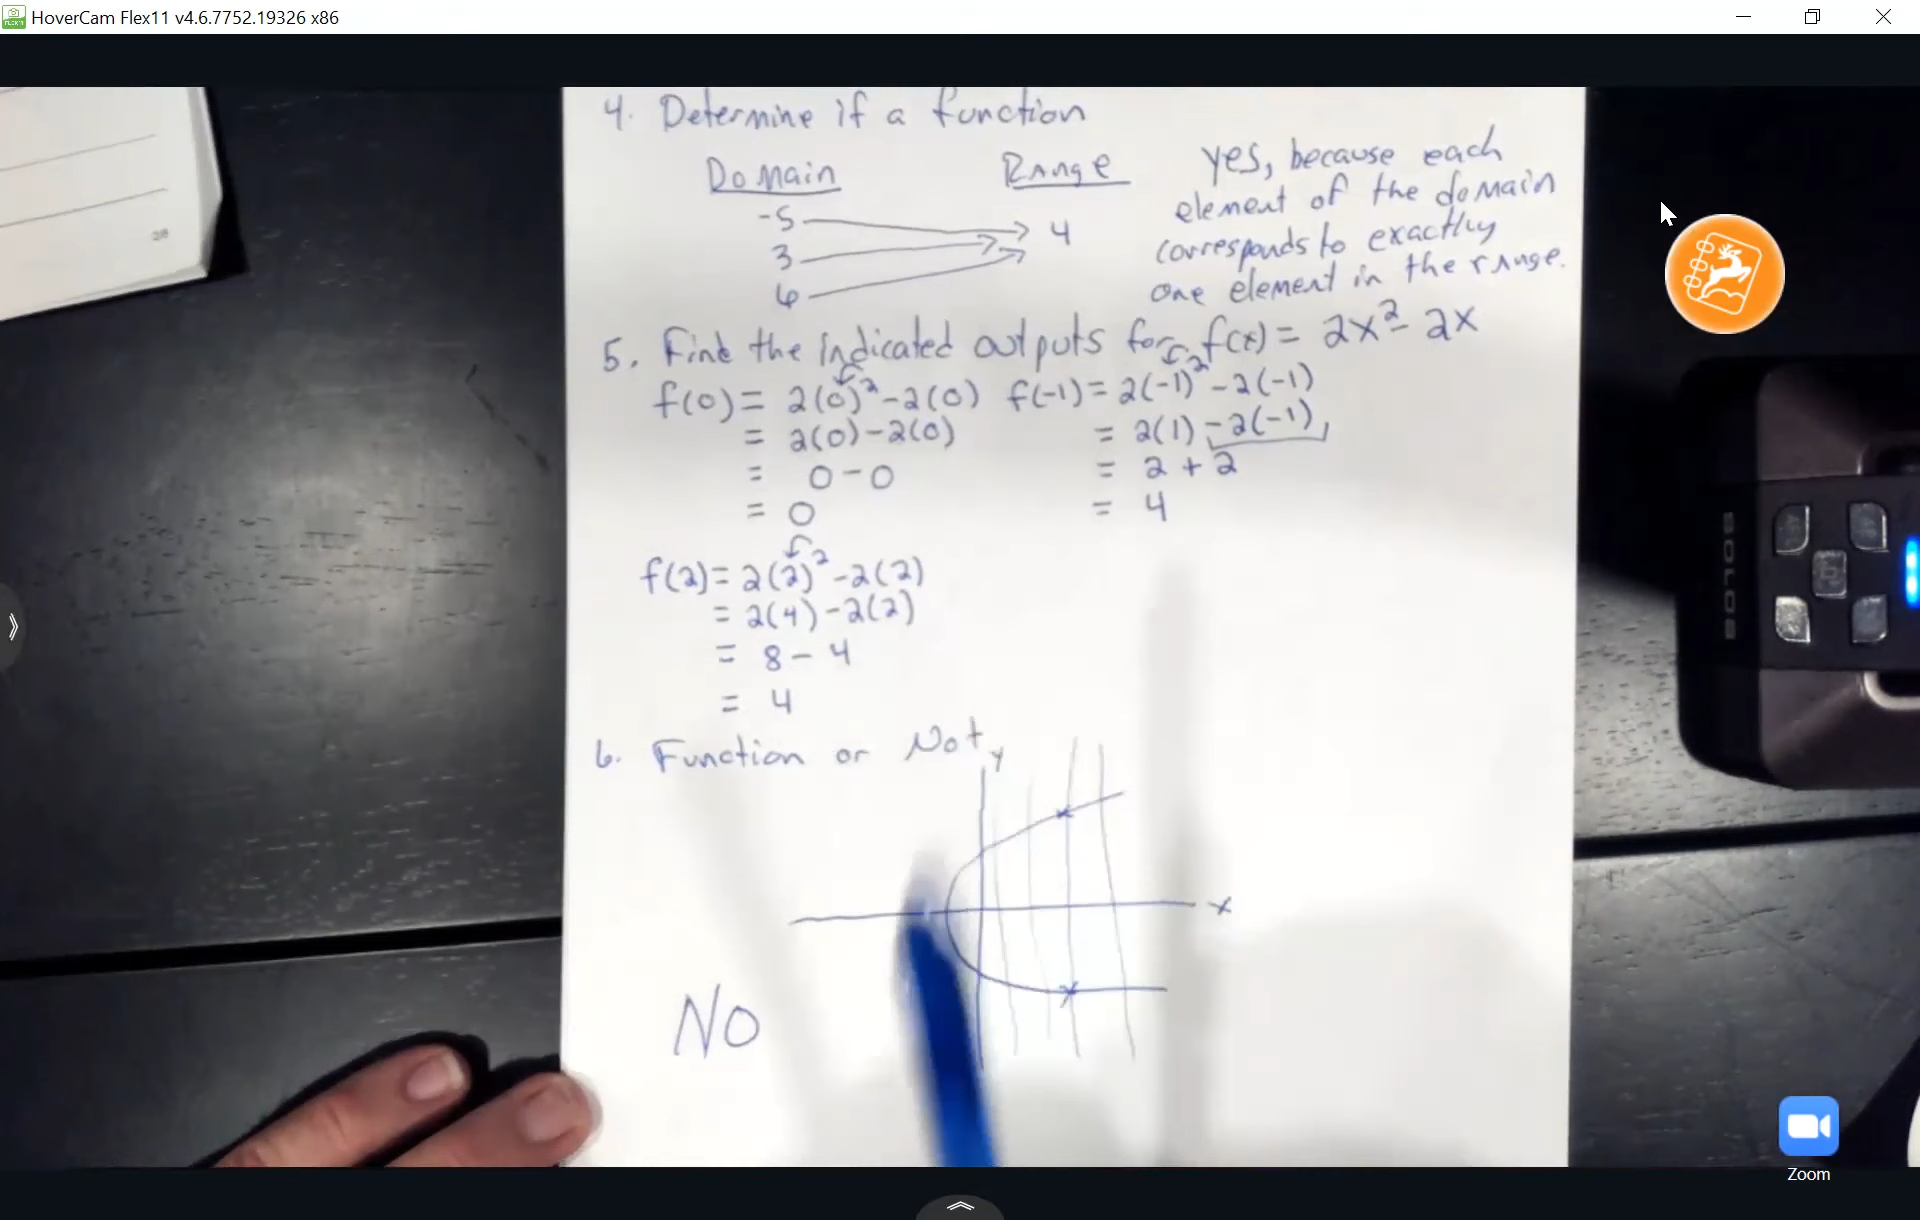 HoverCam Flex11 v4.6.7752.19326 x86
4. Determine if a function
Domain Range
-5
3
6
4
yes, because each
element of the domain
corresponds to exactly
one element in the range.
5. Find the indicated outputs for f(x) = 2x² - 2x
f(0) = 2(0)² - 2(0)
= 2(0) - 2(0)
= 0 - 0
= 0
f(-1) = 2(-1)² - 2(-1)
= 2(1) - 2(-1)
= 2 + 2
= 4
f(2) = 2(2)² - 2(2)
= 2(4) - 2(2)
= 8 - 4
= 4
6. Function or Not
y
x
NO
SOLO8
Zoom